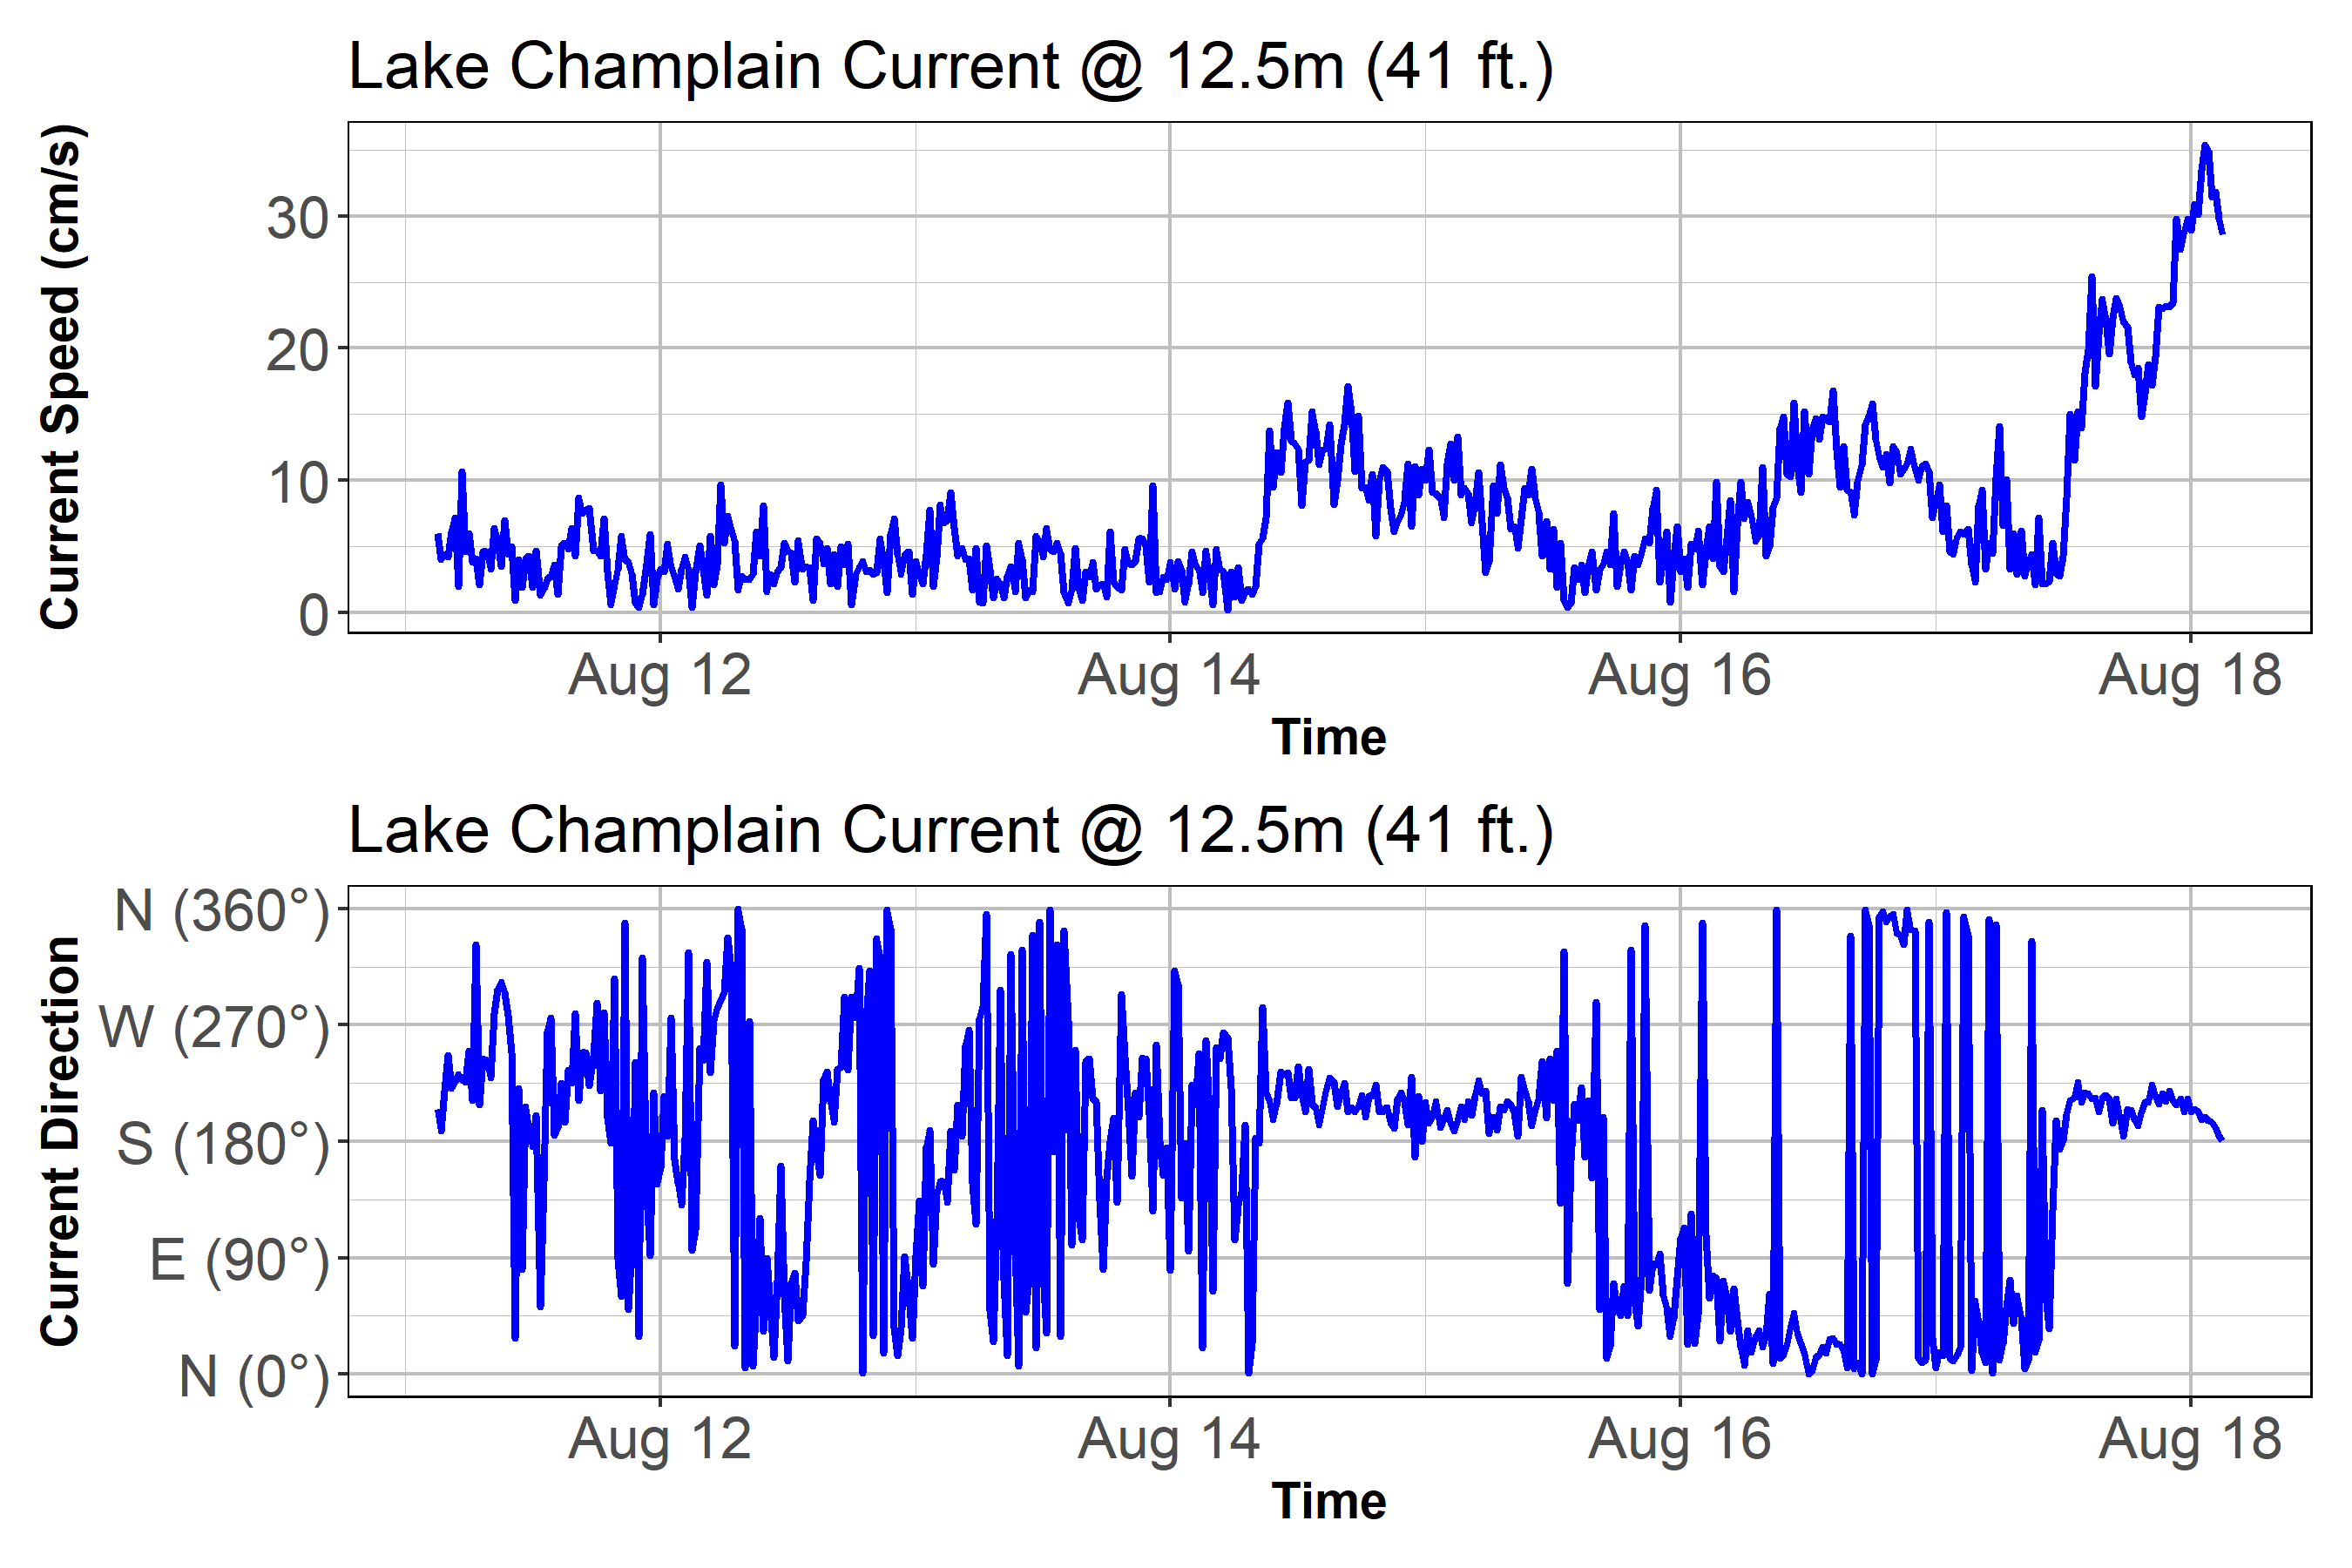 Lake Champlain Current @ 12.5m (41 ft.)
Current Speed (cm/s)
30
20
10
0
Aug 12 Aug 14 Aug 16 Aug 18
Time
Lake Champlain Current @ 12.5m (41 ft.)
Current Direction
N (360°)
W (270°)
S (180°)
E (90°)
N (0°)
Aug 12 Aug 14 Aug 16 Aug 18
Time